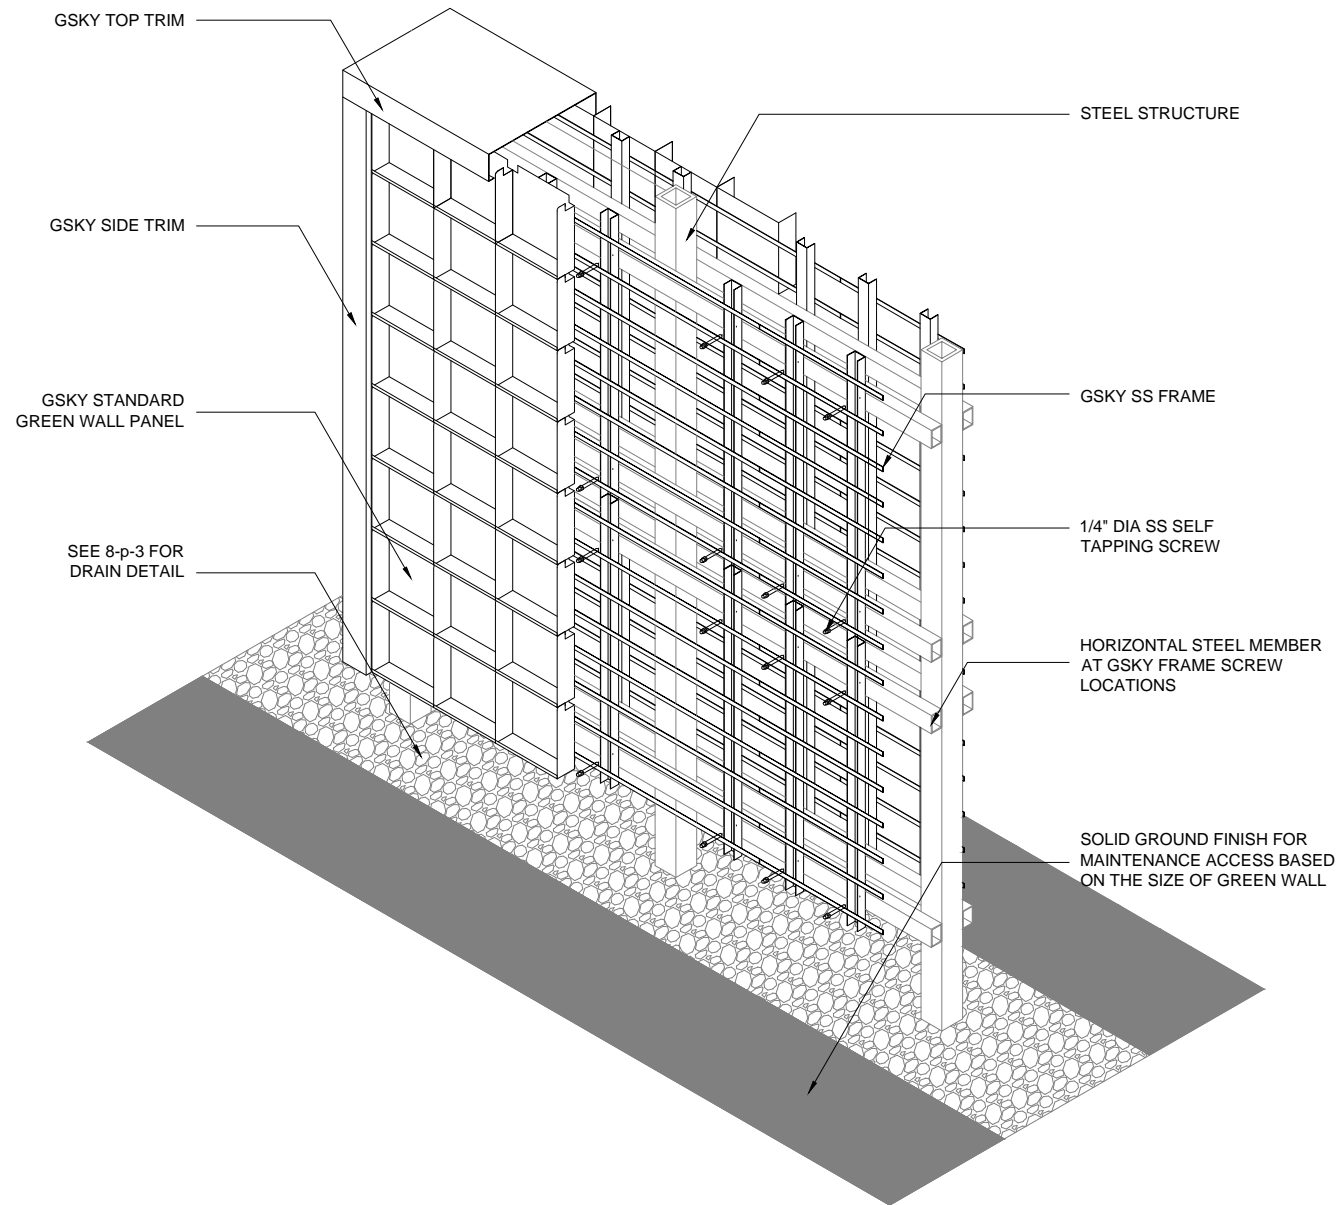 GSKY TOP TRIM
GSKY SIDE TRIM
GSKY STANDARD
GREEN WALL PANEL
SEE 8-p-3 FOR
DRAIN DETAIL
STEEL STRUCTURE
GSKY SS FRAME
1/4" DIA SS SELF
TAPPING SCREW
HORIZONTAL STEEL MEMBER
AT GSKY FRAME SCREW
LOCATIONS
SOLID GROUND FINISH FOR
MAINTENANCE ACCESS BASED
ON THE SIZE OF GREEN WALL